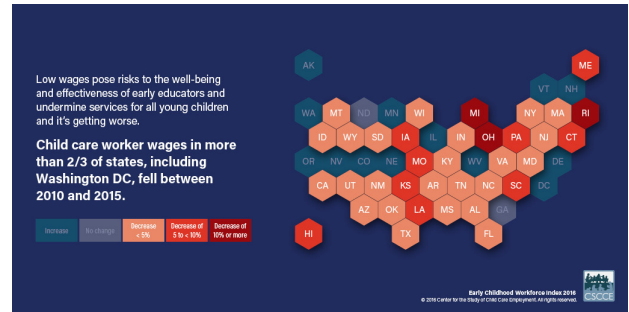 Low wages pose risks to the well-being
and effectiveness of early educators and
undermine services for all young children
and it's getting worse.
Child care worker wages in more
than 2/3 of states, including
Washington DC, fell between
2010 and 2015.
Increase
No change
Decrease
< 5%
Decrease of
5 to < 10%
Decrease of
10% or more
AK
ME
VT NH
WA MT ND MN WI MI NY MA RI
ID WY SD IA IL IN OH PA NJ CT
OR NV CO NE MO KY WV VA MD DE
CA UT NM KS AR TN NC SC DC
AZ OK LA MS AL GA
HI TX FL
Early Childhood Workforce Index 2016
© 2016 Center for the Study of Child Care Employment. All rights reserved.
CSCCE